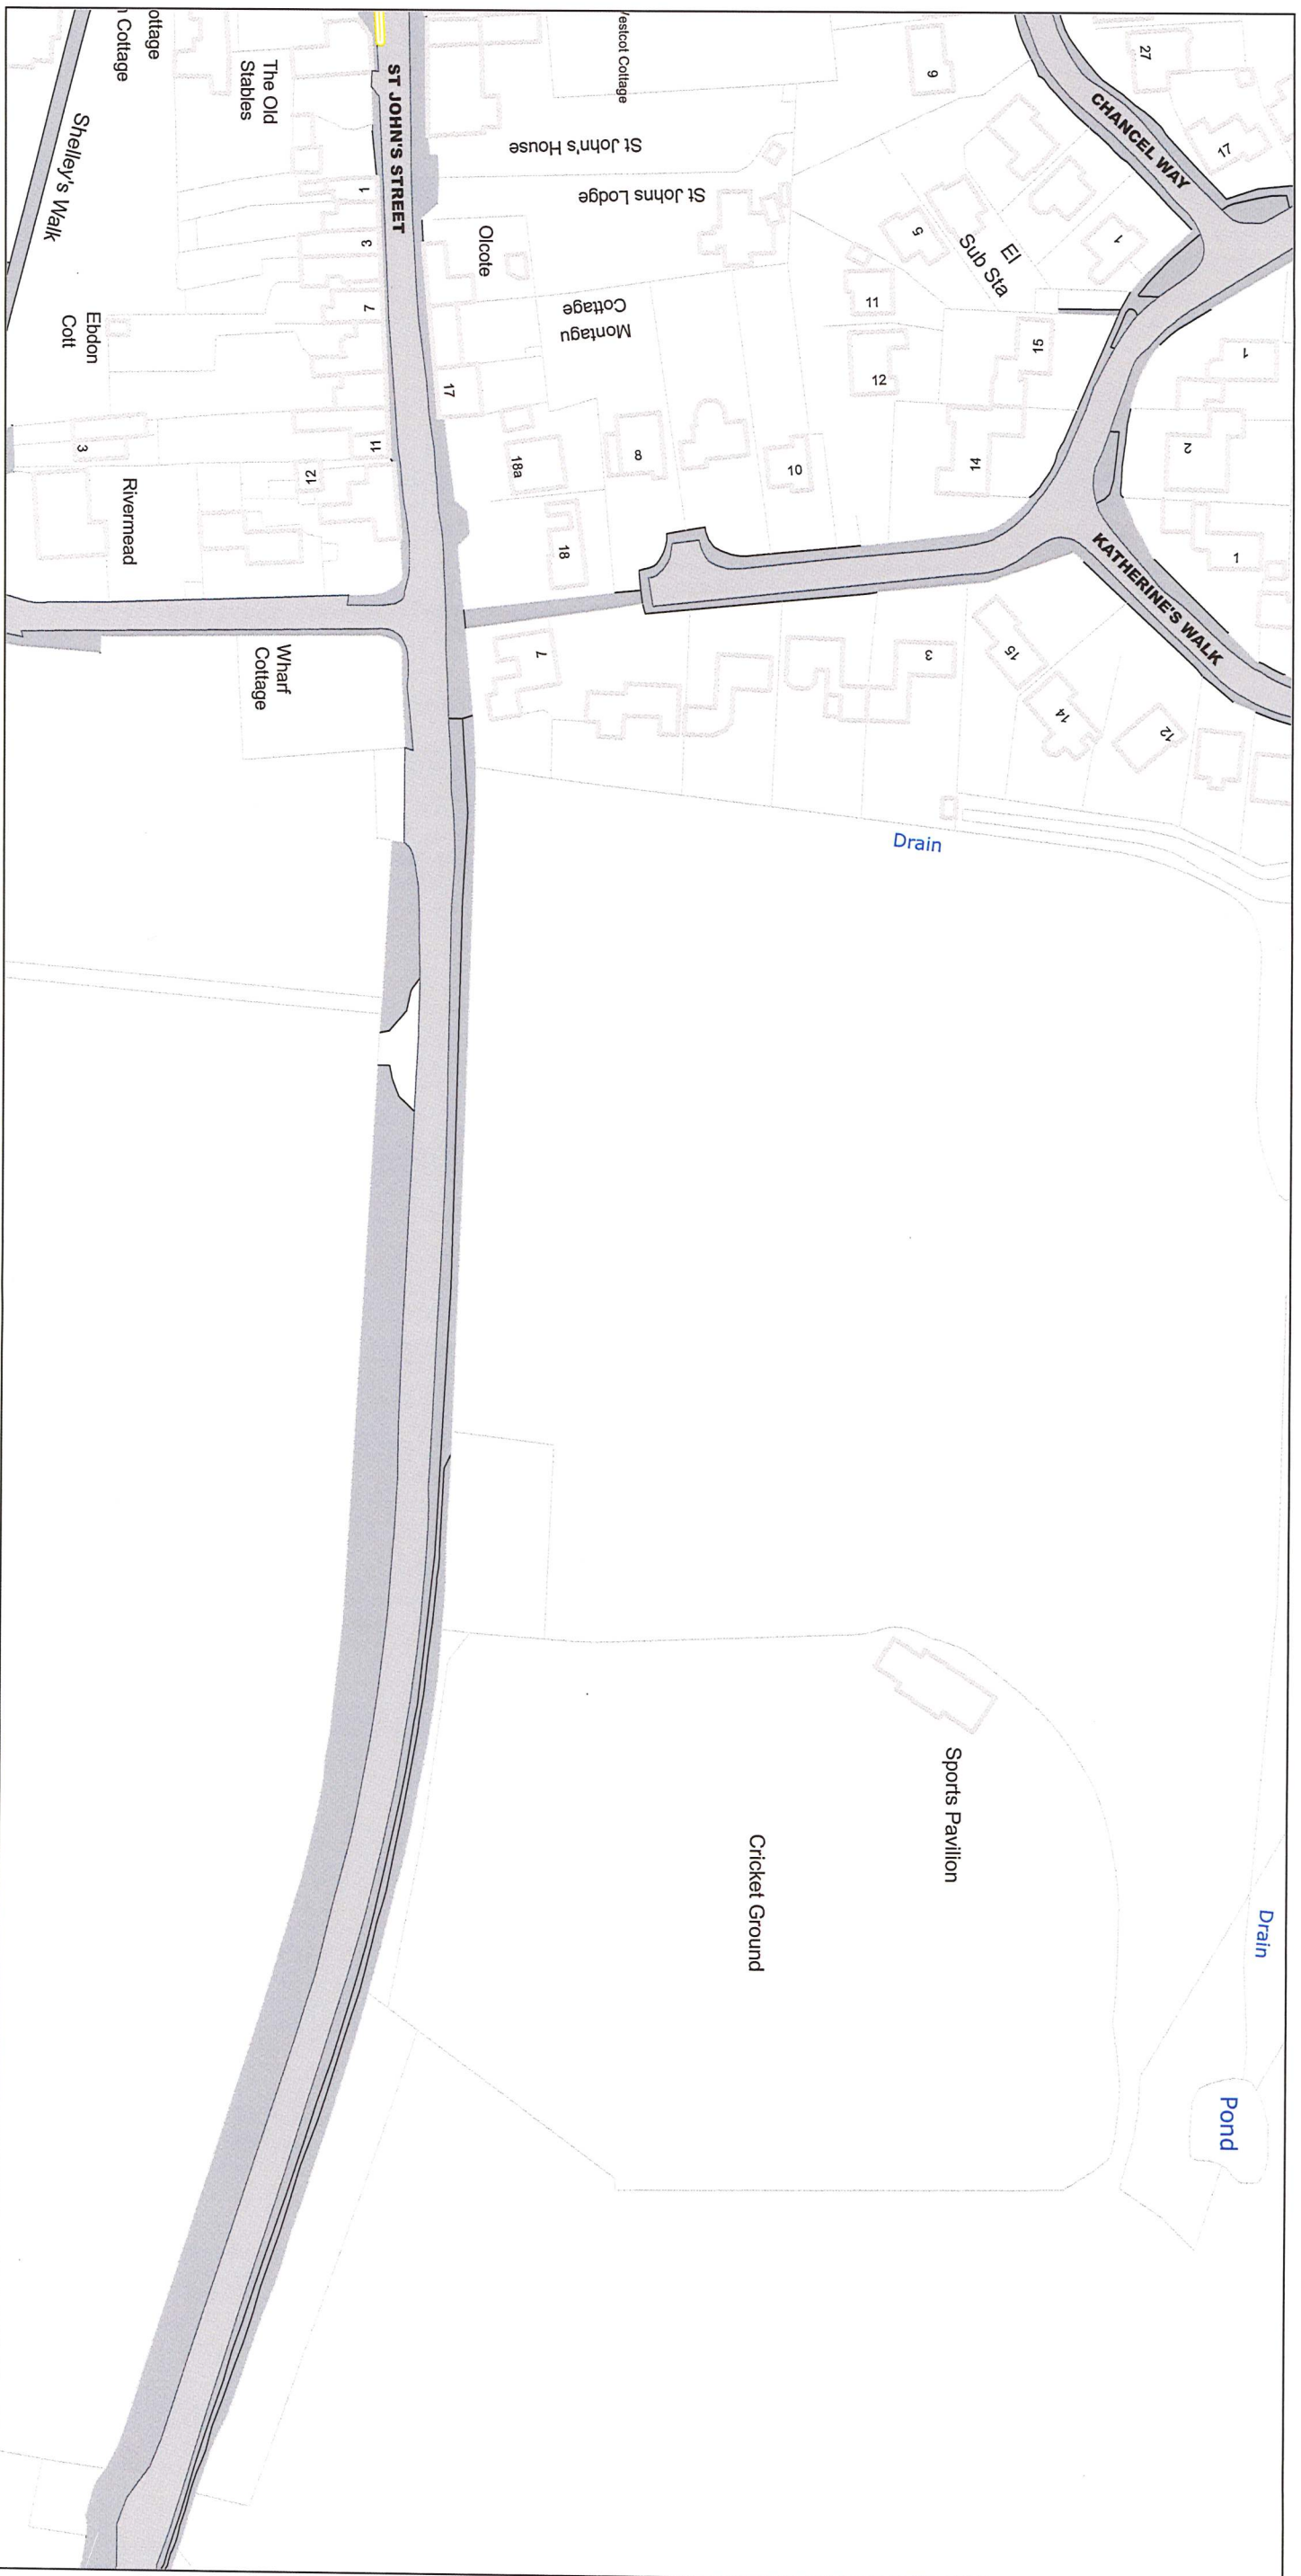 27
17
CHANCEL WAY
9
1
5
El
Sub Sta
11
12
15
14
1
2
1
KATHERINE'S WALK
10
8
18a
18
17
Cottage
St John's House
St Johns Lodge
Olcote
Montagu
Cottage
ST JOHN'S STREET
The Old
Stables
Cottage
Shelley's Walk
1
3
7
11
12
Ebdon
Cott
3
Rivermead
Wharf
Cottage
7
3
15
14
12
Drain
Sports Pavilion
Cricket Ground
Drain
Pond